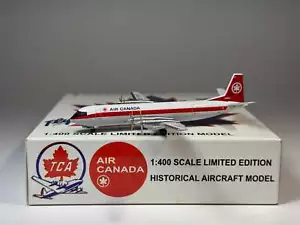 AIR CANADA
1:400 SCALE LIMITED EDITION MODEL
TCA
AIR
CANADA
1:400 SCALE LIMITED EDITION
HISTORICAL AIRCRAFT MODEL